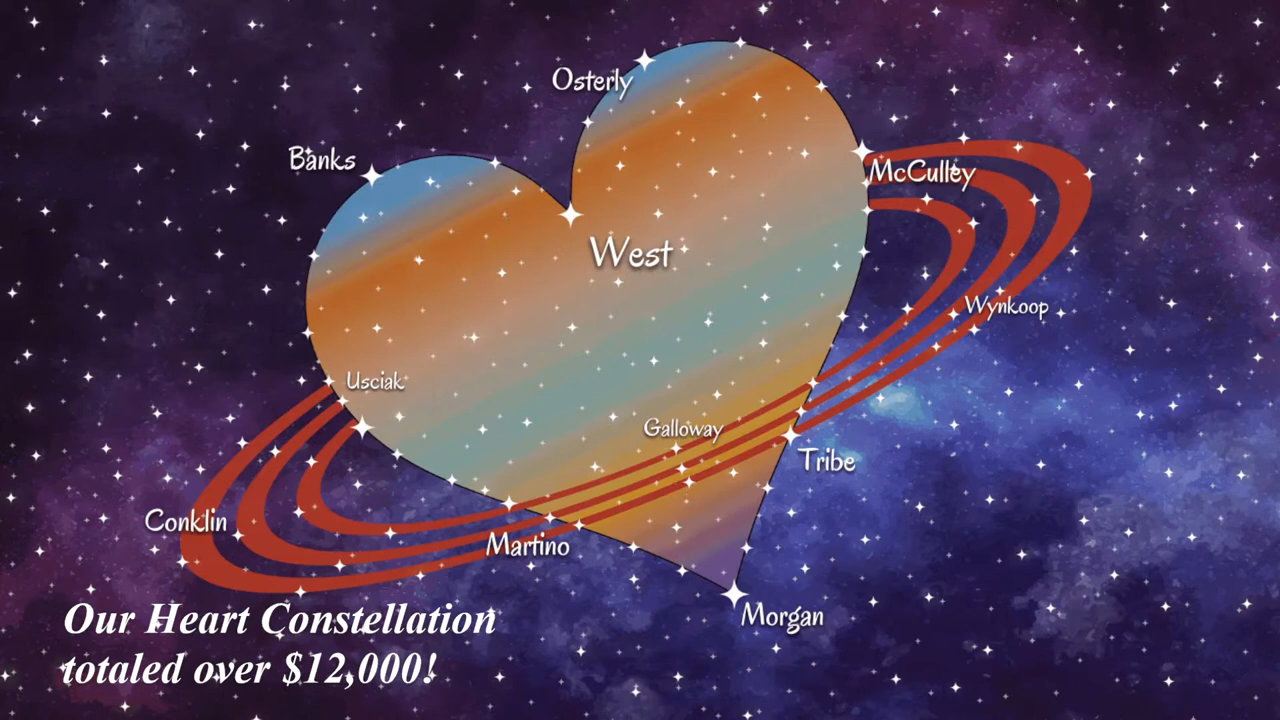 Osterly
Banks
McCulley
West
Wynkoop
Usciak
Galloway
Tribe
Conklin
Martino
Morgan
Our Heart Constellation
totaled over $12,000!